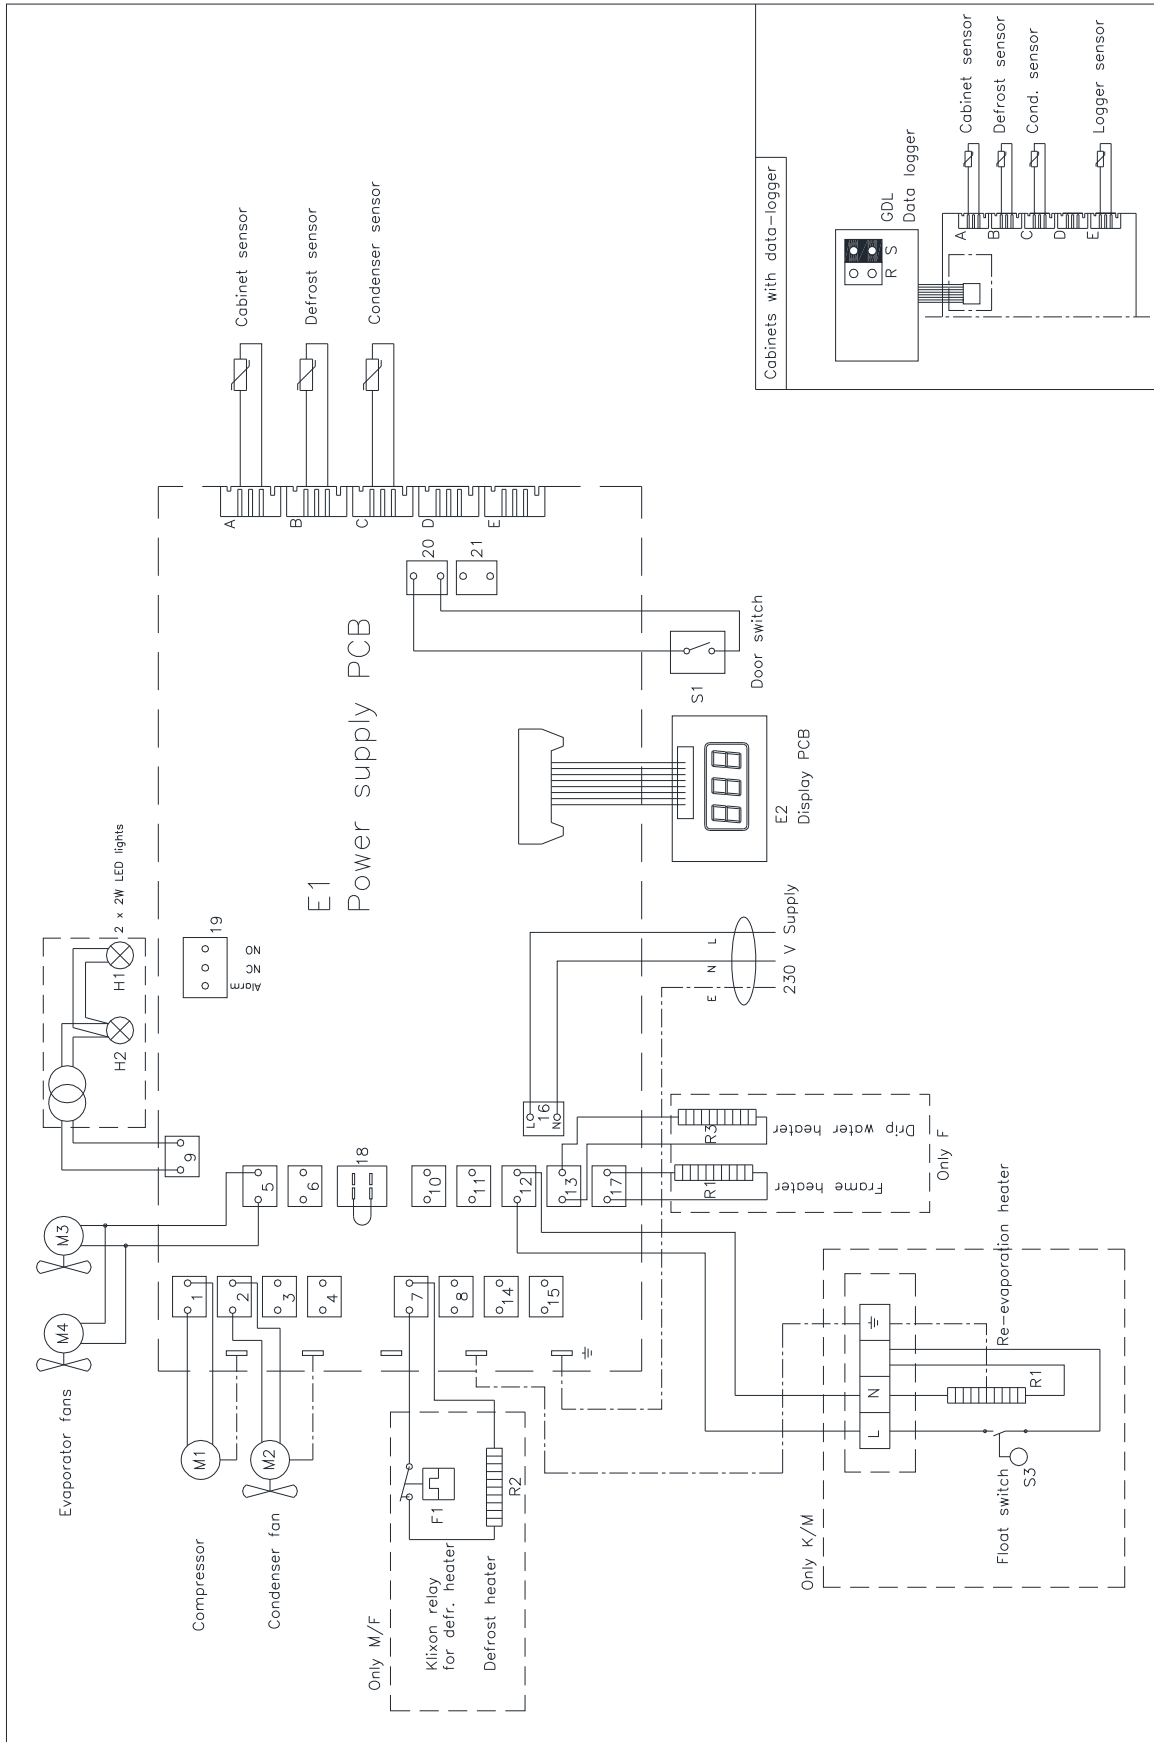 Evaporator fans
M4
M3
2 x 2W LED lights
H2
H1
Compressor
M1
Condenser fan
M2
1
2
3
4
5
6
9
18
19
Alarm
NC
NO
E1
Power supply PCB
A
B
C
D
E
Cabinet sensor
Defrost sensor
Condenser sensor
Only M/F
Klixon relay
for defr. heater
F1
Defrost heater
R2
7
8
14
15
10
11
12
13
17
16
L
N
20
21
S1
Door switch
E2
Display PCB
E
N
L
230 V Supply
R3
Drip water heater
R1
Frame heater
Only F
Only K/M
L
N
Float switch
S3
R1
Re-evaporation heater
Cabinets with data-logger
GDL
Data logger
R
S
A
B
C
D
E
Cabinet sensor
Defrost sensor
Cond. sensor
Logger sensor